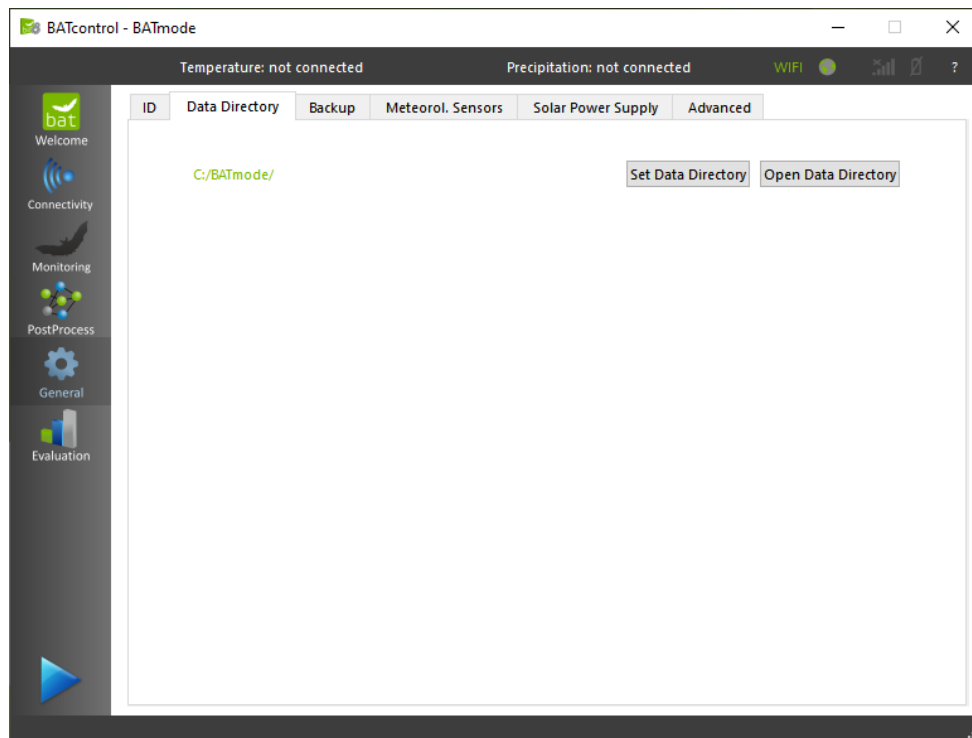 BATcontrol - BATmode
Temperature: not connected Precipitation: not connected WIFI ?
bat
Welcome
Connectivity
Monitoring
PostProcess
General
Evaluation
ID Data Directory Backup Meteorol. Sensors Solar Power Supply Advanced
C:/BATmode/ Set Data Directory Open Data Directory